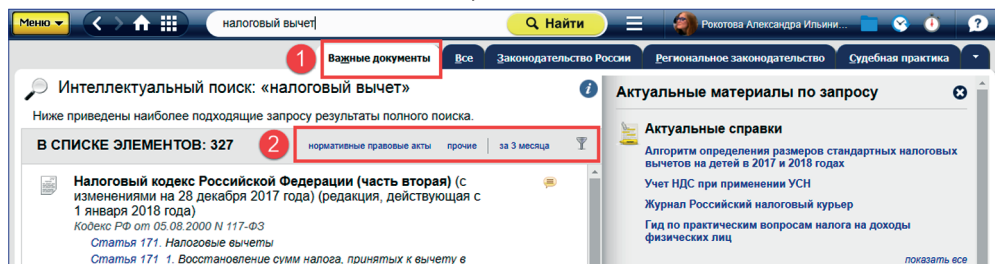 Меню
налоговый вычет
Найти
Рокотова Александра Ильини...
?
1
Важные документы
Все
Законодательство России
Региональное законодательство
Судебная практика
Интеллектуальный поиск: «налоговый вычет»
i
Ниже приведены наиболее подходящие запросу результаты полного поиска.
В СПИСКЕ ЭЛЕМЕНТОВ: 327
2
нормативные правовые акты
прочие
за 3 месяца
Налоговый кодекс Российской Федерации (часть вторая) (с
изменениями на 28 декабря 2017 года) (редакция, действующая с
1 января 2018 года)
Кодекс РФ от 05.08.2000 N 117-ФЗ
Статья 171. Налоговые вычеты
Статья 171_1. Восстановление сумм налога, принятых к вычету в
Актуальные материалы по запросу
Актуальные справки
Алгоритм определения размеров стандартных налоговых
вычетов на детей в 2017 и 2018 годах
Учет НДС при применении УСН
Журнал Российский налоговый курьер
Гид по практическим вопросам налога на доходы
физических лиц
показать все